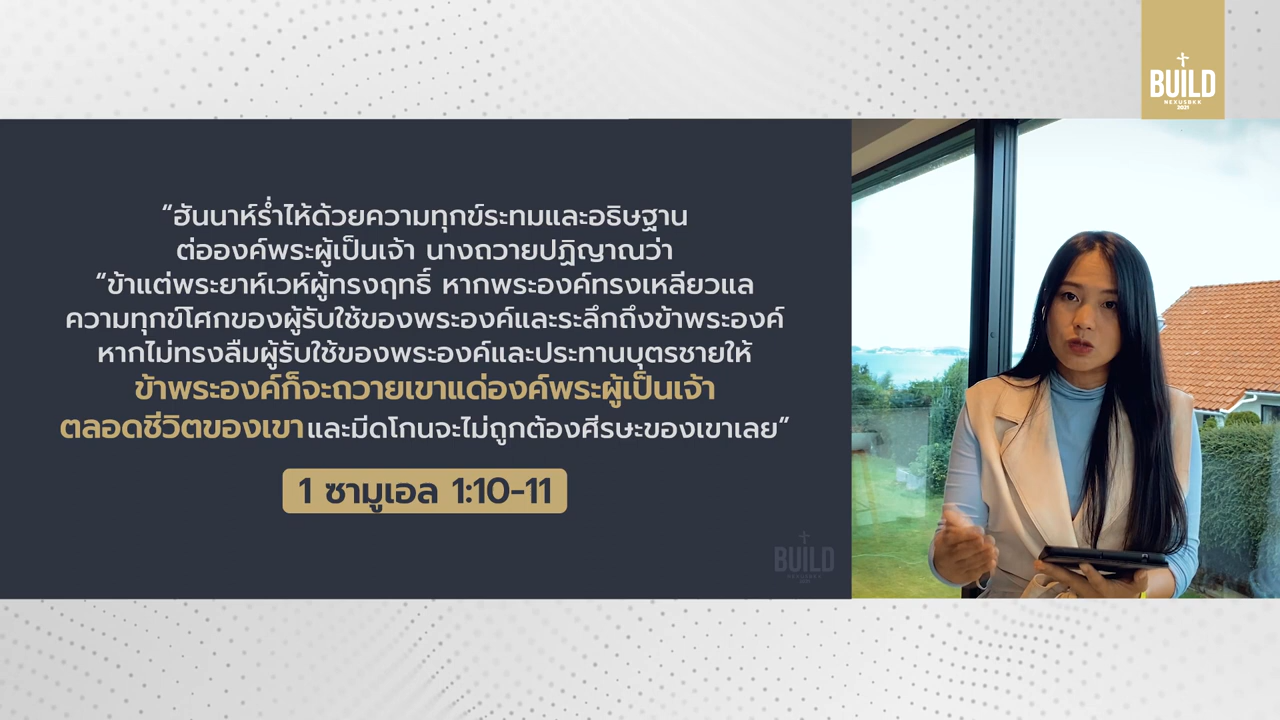 BUILD
NEXUSBKK
2021
“ฮันนาห์ร่ำไห้ด้วยความทุกข์ระทมและอธิษฐาน
ต่อองค์พระผู้เป็นเจ้า นางถวายปฏิญาณว่า
“ข้าแต่พระยาห์เวห์ผู้ทรงฤทธิ์ หากพระองค์ทรงเหลียวแล
ความทุกข์โศกของผู้รับใช้ของพระองค์และระลึกถึงข้าพระองค์
หากไม่ทรงลืมผู้รับใช้ของพระองค์และประทานบุตรชายให้
ข้าพระองค์ก็จะถวายเขาแด่องค์พระผู้เป็นเจ้า
ตลอดชีวิตของเขาและมีดโกนจะไม่ถูกต้องศีรษะของเขาเลย”
1 ซามูเอล 1:10-11
BUILD
NEXUSBKK
2021